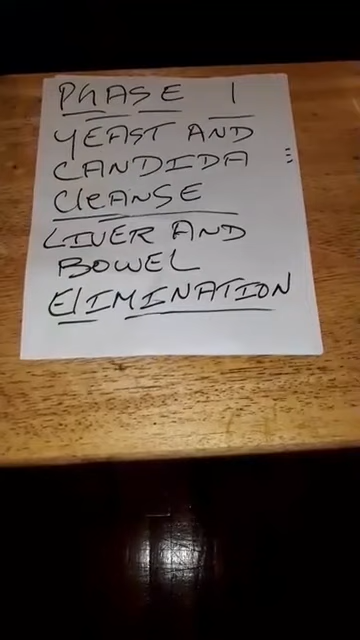 PHASE 1
YEAST AND
CANDIDA
CleANSE
LIVER AND
BOWEL
ElIMINATION